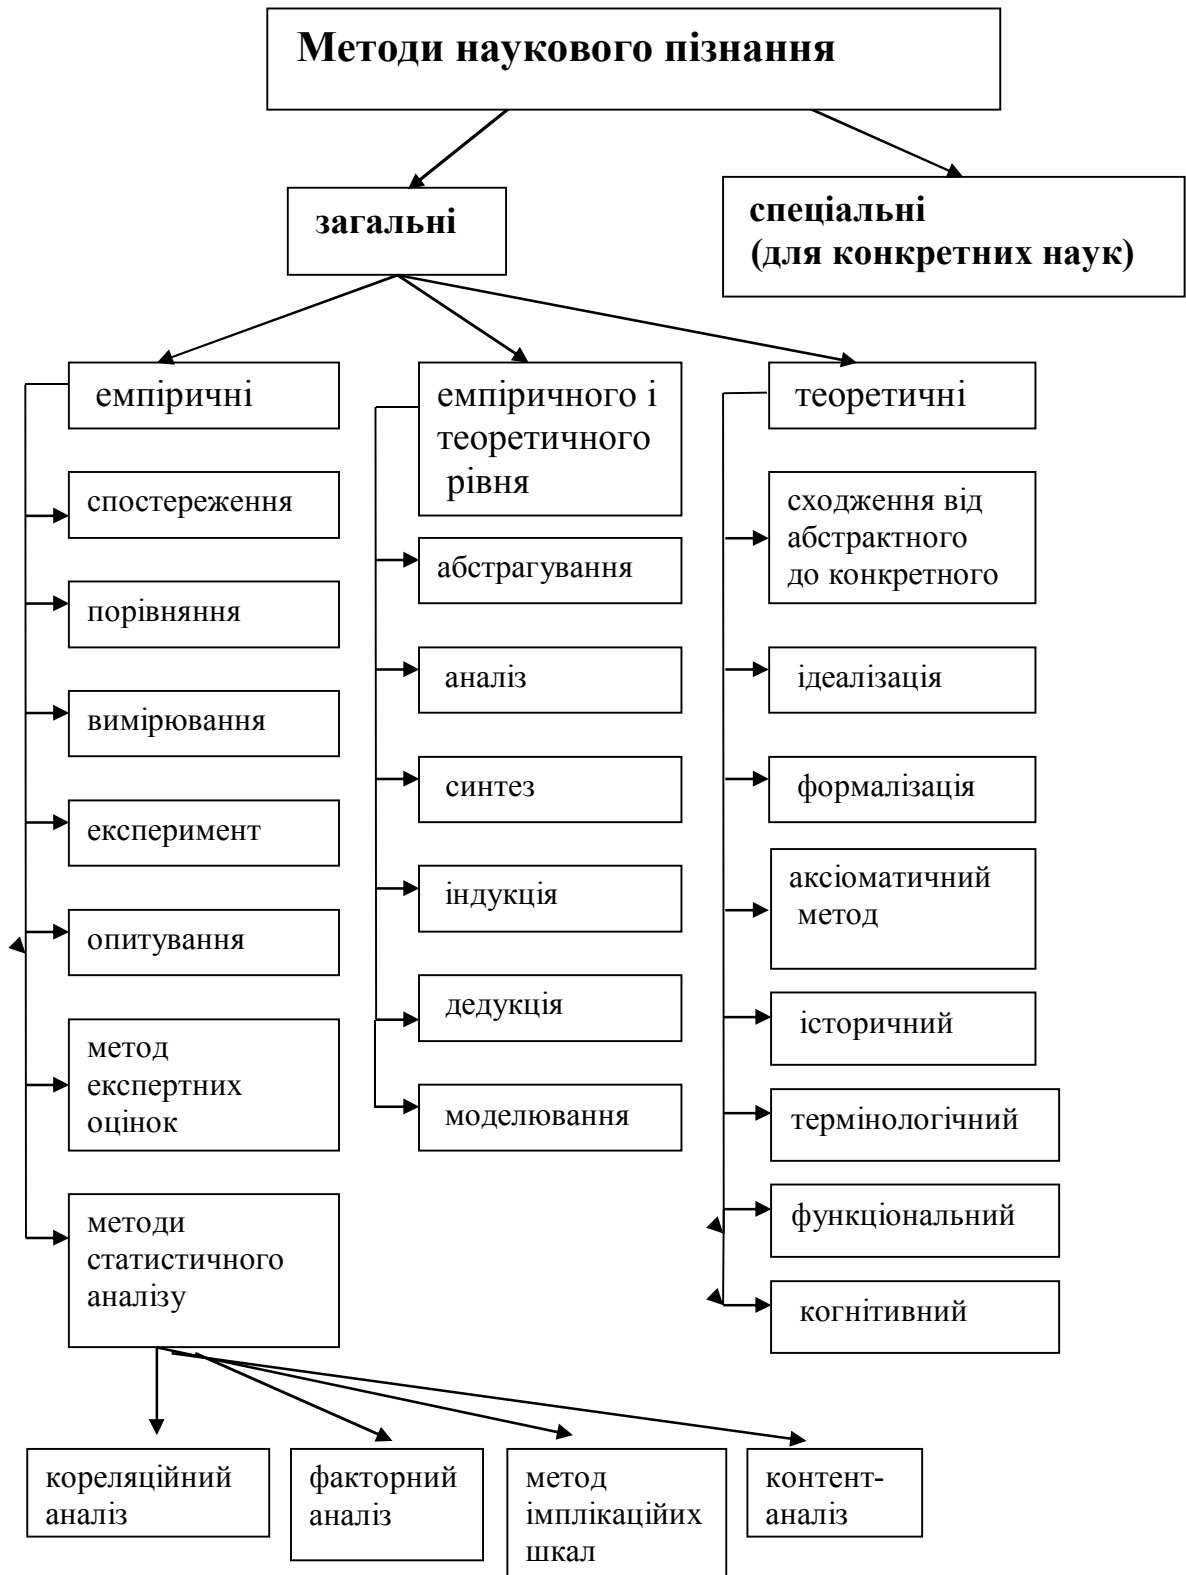 Методи наукового пізнання
загальні
спеціальні
(для конкретних наук)
емпіричні
спостереження
порівняння
вимірювання
експеримент
опитування
метод
експертних
оцінок
методи
статистичного
аналізу
емпіричного і
теоретичного
рівня
абстрагування
аналіз
синтез
індукція
дедукція
моделювання
теоретичні
сходження від
абстрактного
до конкретного
ідеалізація
формалізація
аксіоматичний
метод
історичний
термінологічний
функціональний
когнітивний
кореляційний
аналіз
факторний
аналіз
метод
імплікаційих
шкал
контент-
аналіз